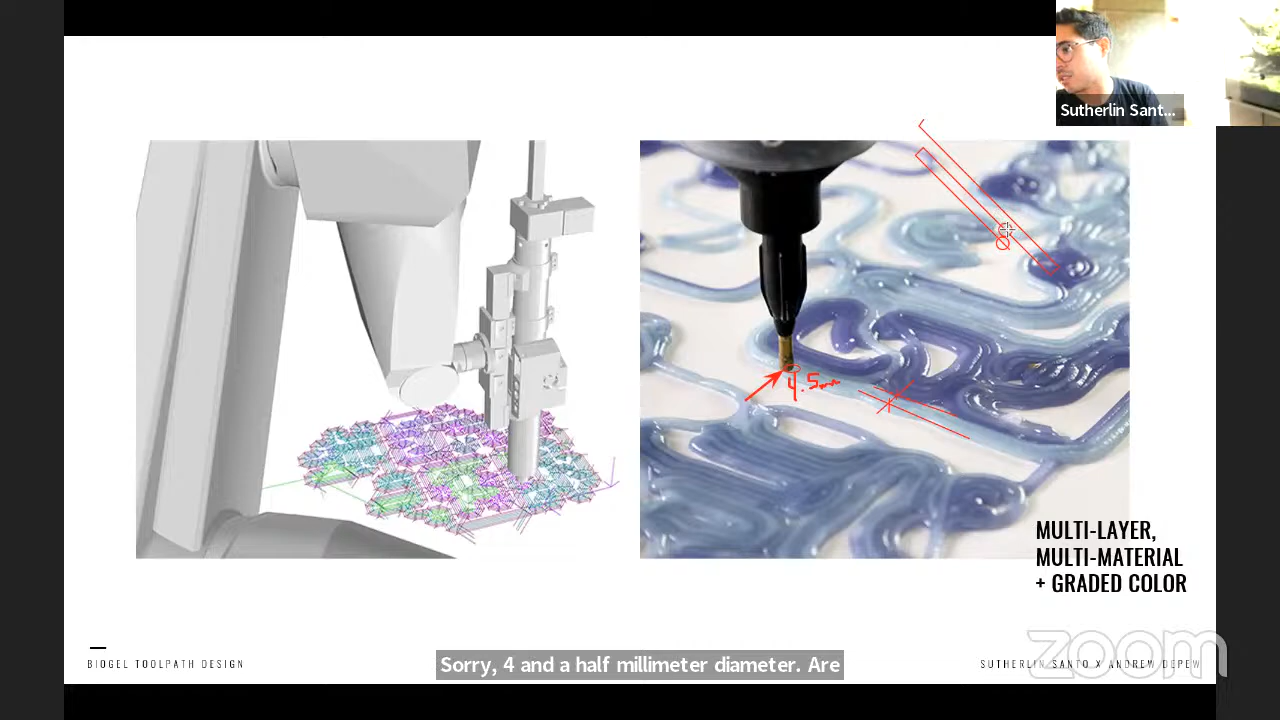 Sutherlin Sant...
4.5mm
MULTI-LAYER,
MULTI-MATERIAL
+ GRADED COLOR
BIOGEL TOOLPATH DESIGN
Sorry, 4 and a half millimeter diameter. Are
SUTHERLIN SANTO X ANDREW DEPEW
zoom